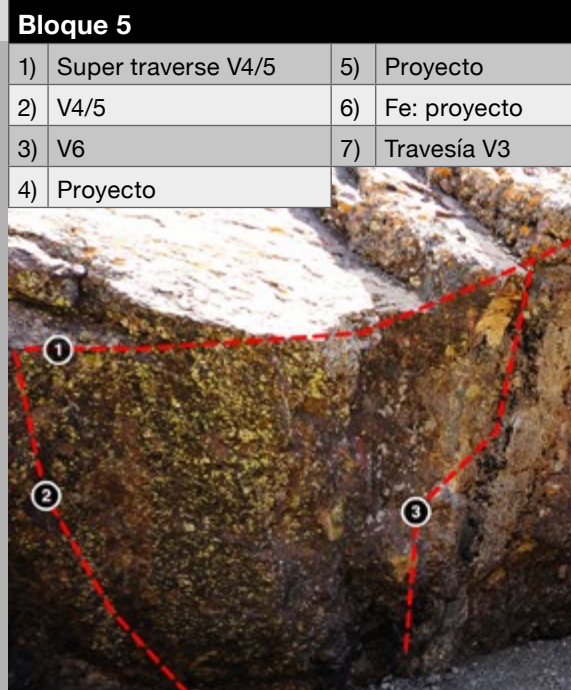 Bloque 5
1) Super traverse V4/5
2) V4/5
3) V6
4) Proyecto
5) Proyecto
6) Fe: proyecto
7) Travesía V3
1
2
3